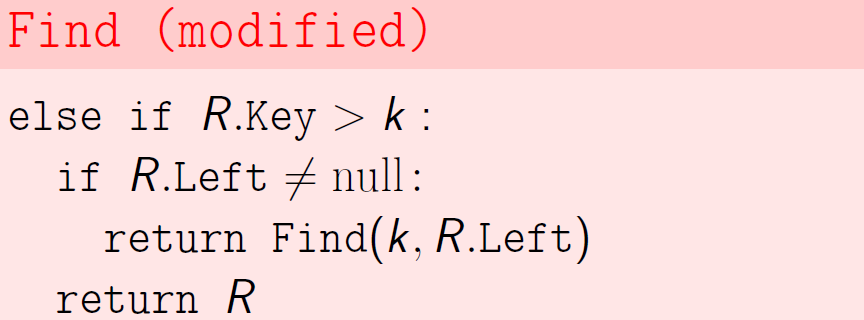 Find (modified)
else if R.Key > k :
if R.Left ≠ null:
return Find(k, R.Left)
return R